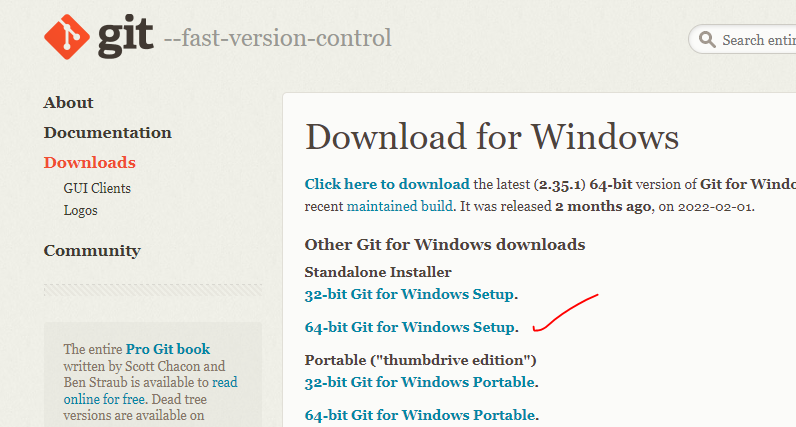 git --fast-version-control
Search entir
About
Documentation
Downloads
GUI Clients
Logos
Community
The entire Pro Git book
written by Scott Chacon and
Ben Straub is available to read
online for free. Dead tree
versions are available on
Download for Windows
Click here to download the latest (2.35.1) 64-bit version of Git for Windo
recent maintained build. It was released 2 months ago, on 2022-02-01.
Other Git for Windows downloads
Standalone Installer
32-bit Git for Windows Setup.
64-bit Git for Windows Setup.
Portable ("thumbdrive edition")
32-bit Git for Windows Portable.
64-bit Git for Windows Portable.